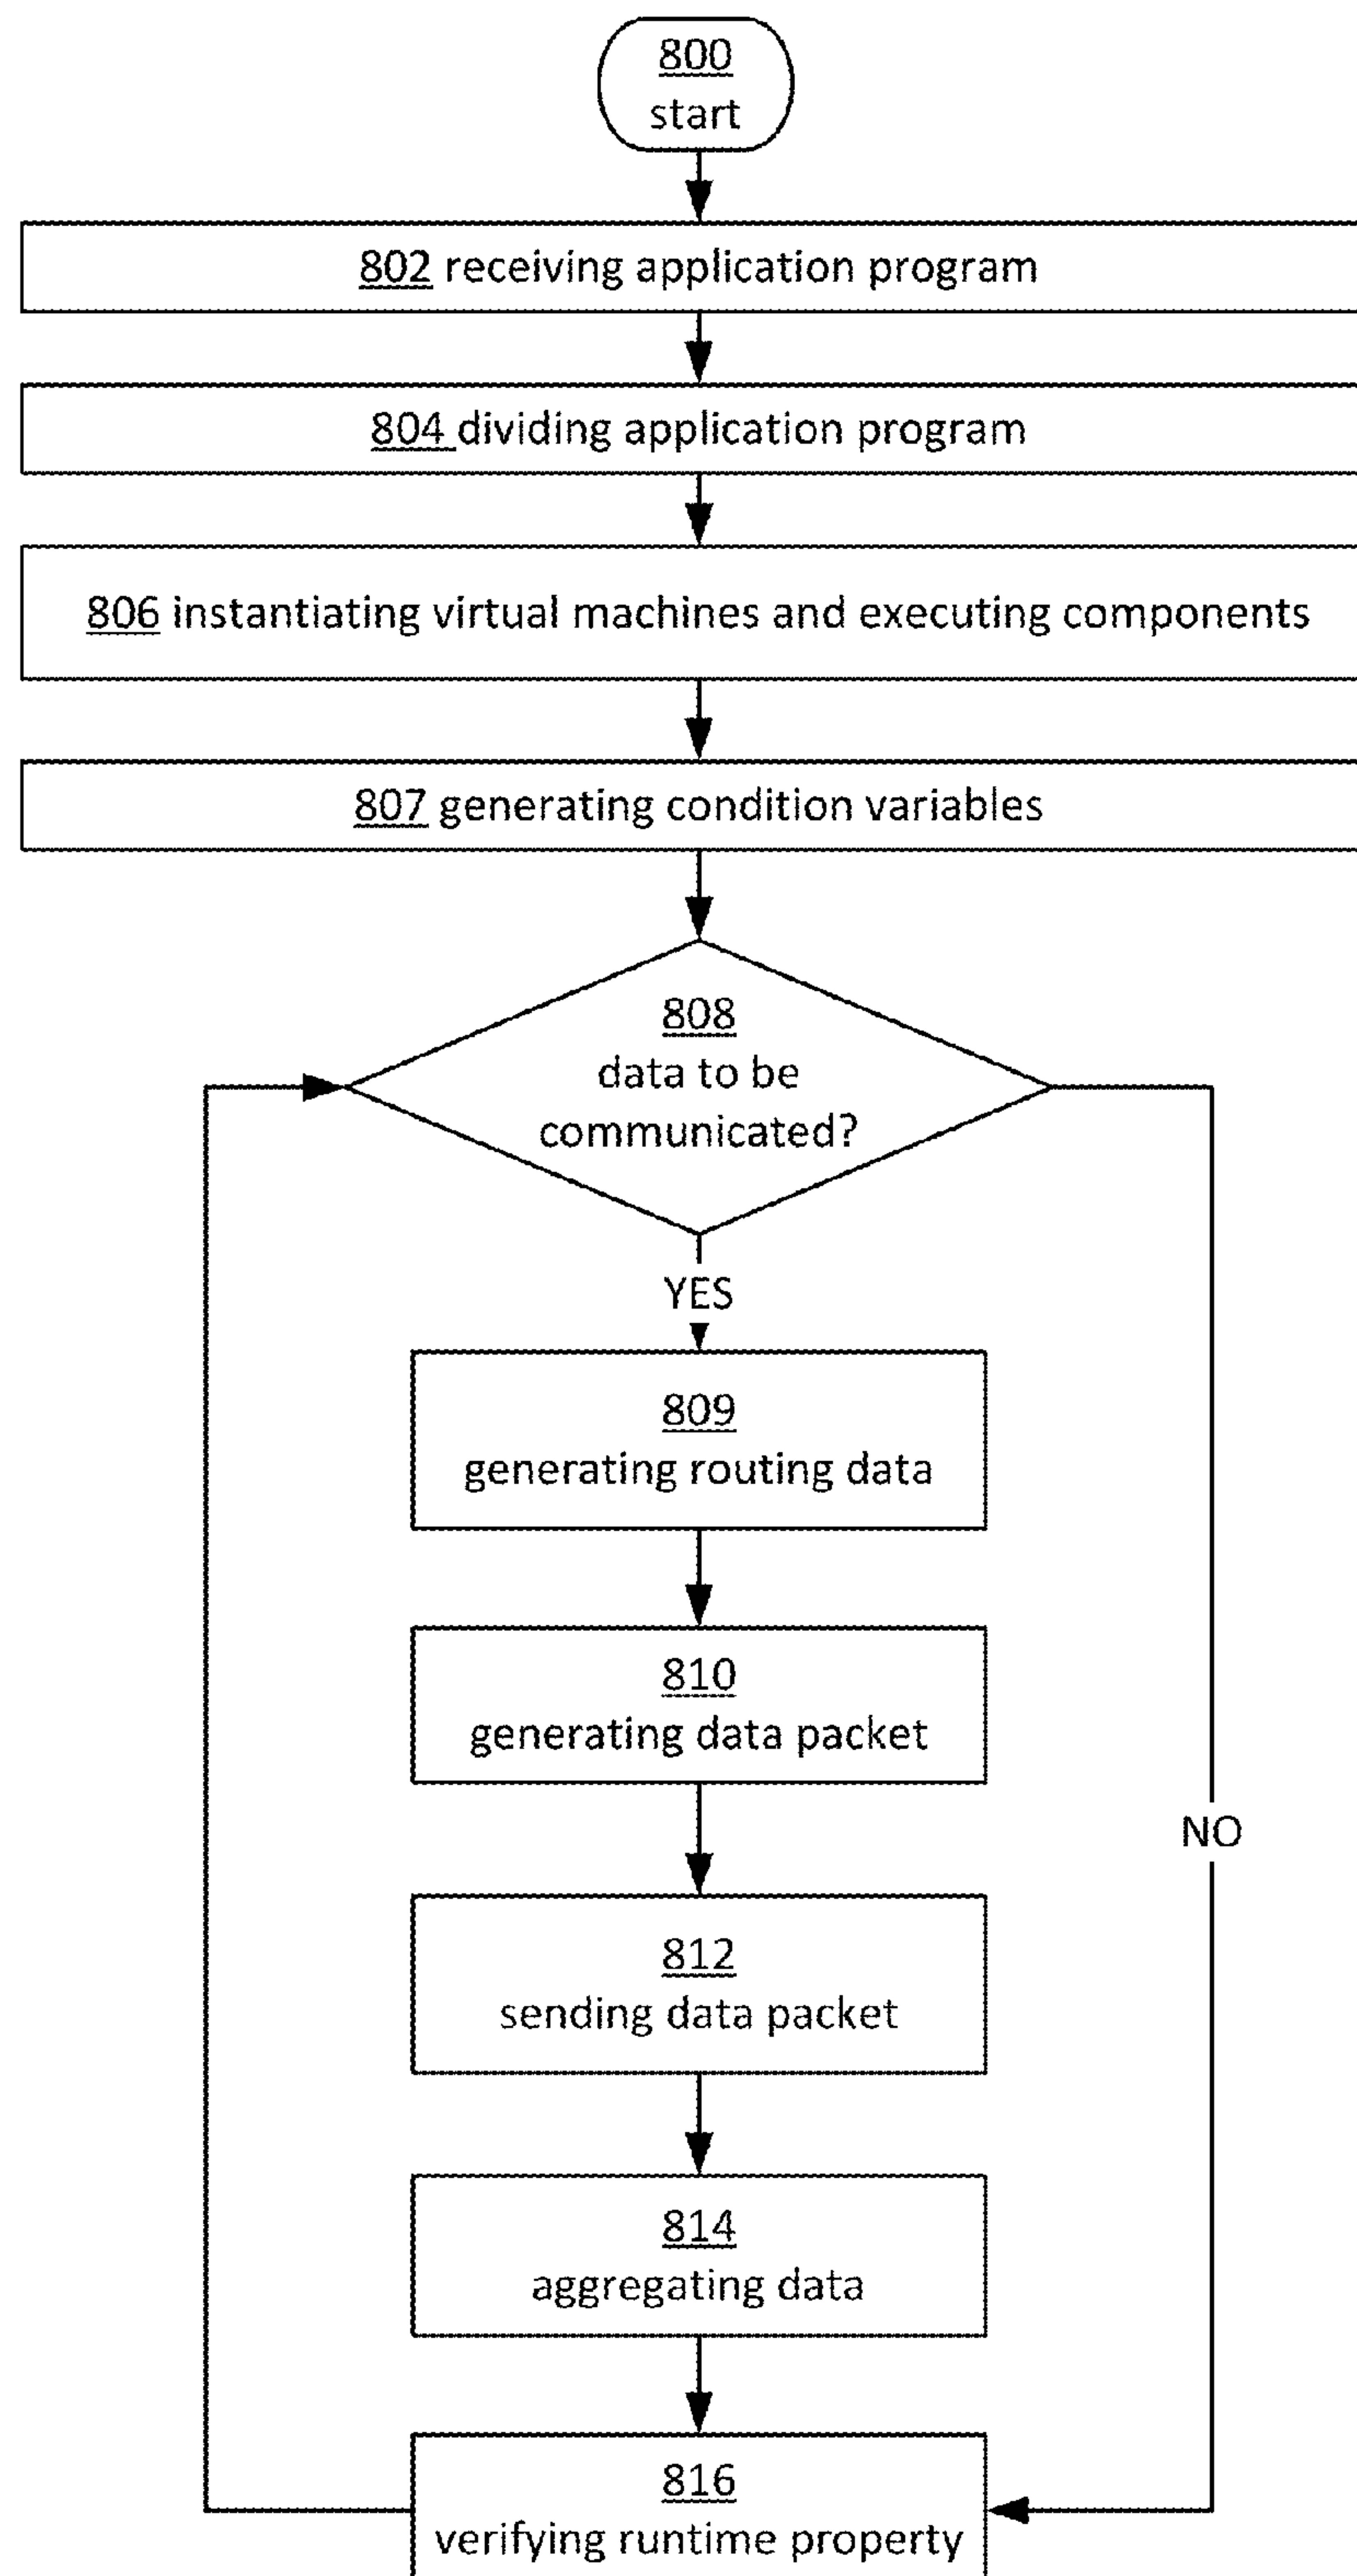 800
start
802 receiving application program
804 dividing application program
806 instantiating virtual machines and executing components
807 generating condition variables
808
data to be
communicated?
YES
809
generating routing data
810
generating data packet
NO
812
sending data packet
814
aggregating data
816
verifying runtime property